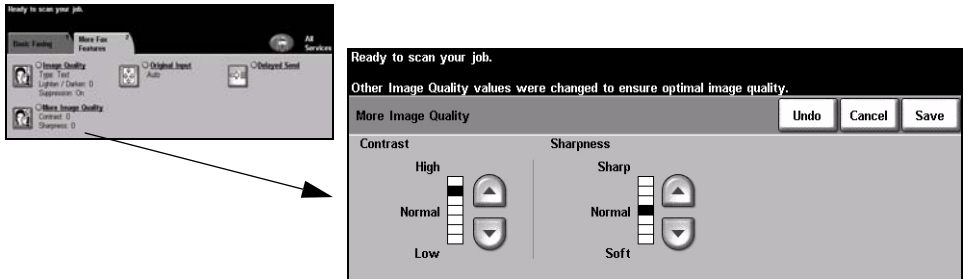 Ready to scan your job.
Basic Faxing
More Fax
Features
All
Services
Image Quality
Type: Text
Lighten / Darken: 0
Suppression: On
Original Input
Auto
Delayed Send
More Image Quality
Contrast: 0
Sharpness: 0
Ready to scan your job.
Other Image Quality values were changed to ensure optimal image quality.
More Image Quality
Undo
Cancel
Save
Contrast
High
Normal
Low
Sharpness
Sharp
Normal
Soft